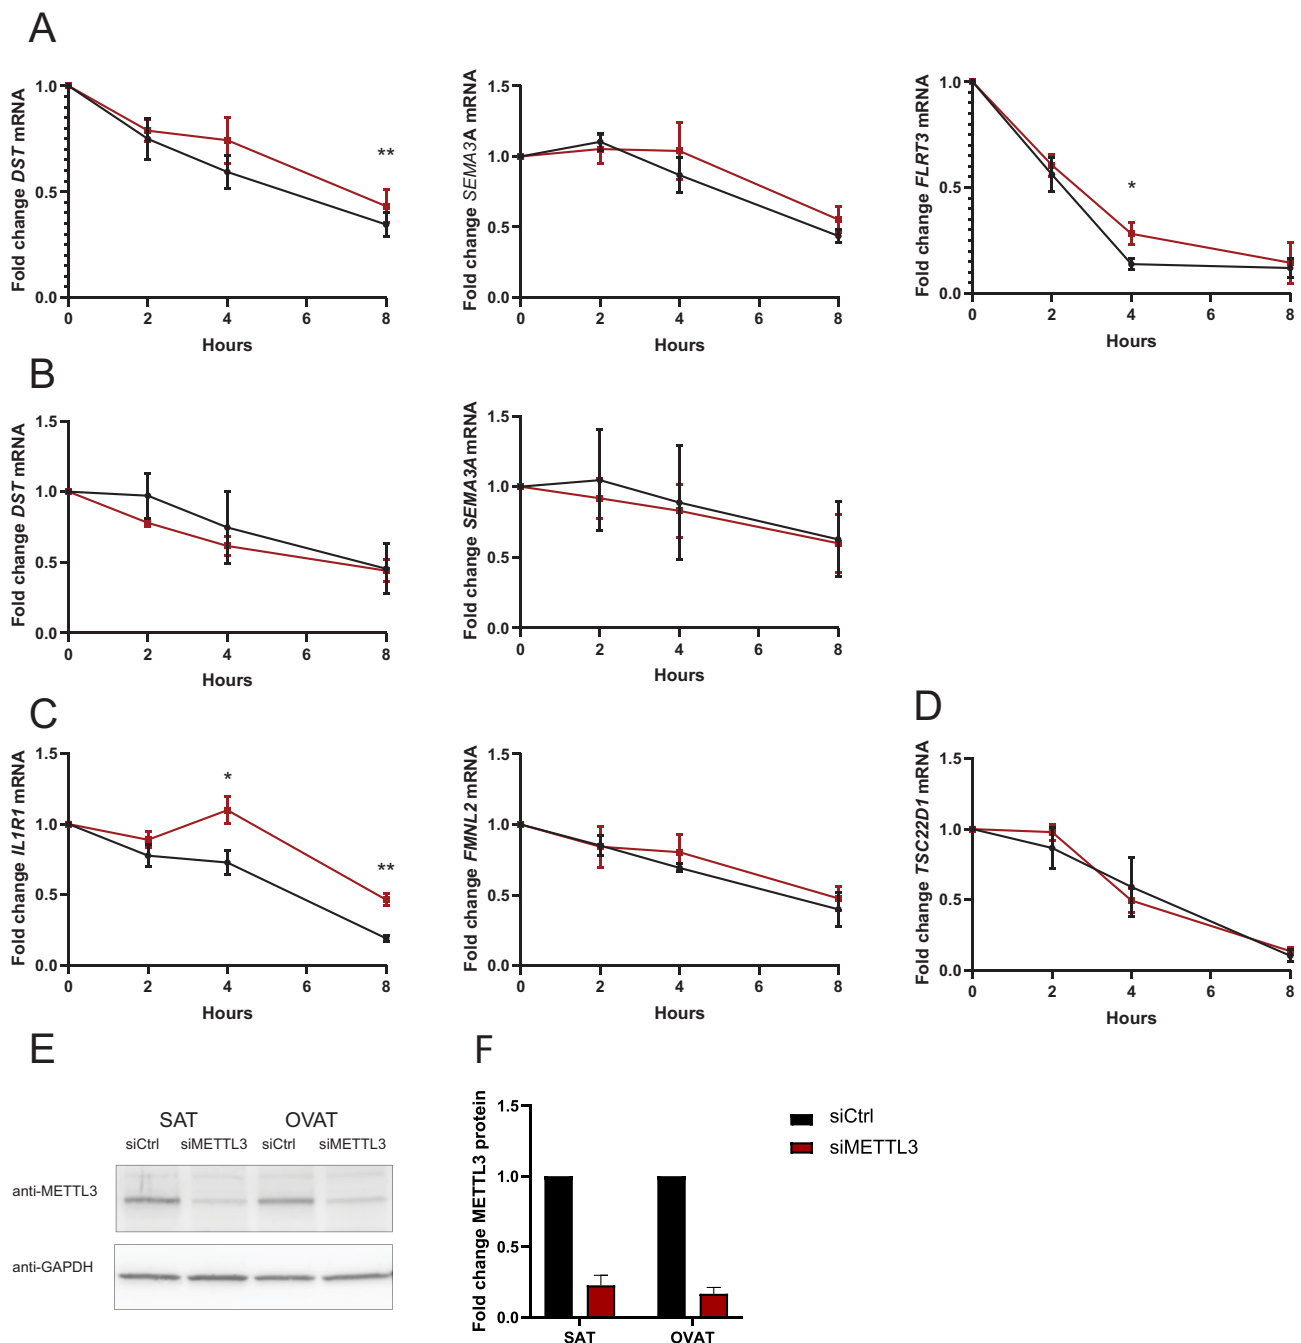 A
Fold change DST mRNA
1.0
0.5
0.0
0 2 4 6 8
Hours
**
Fold change SEMA3A mRNA
1.5
1.0
0.5
0.0
0 2 4 6 8
Hours
Fold change FLRT3 mRNA
1.0
0.5
0.0
0 2 4 6 8
Hours
*
B
Fold change DST mRNA
1.5
1.0
0.5
0.0
0 2 4 6 8
Hours
Fold change SEMA3A mRNA
1.5
1.0
0.5
0.0
0 2 4 6 8
Hours
C
Fold change IL1R1 mRNA
1.5
1.0
0.5
0.0
0 2 4 6 8
Hours
*
**
Fold change FMNL2 mRNA
1.5
1.0
0.5
0.0
0 2 4 6 8
Hours
D
Fold change TSC22D1 mRNA
1.5
1.0
0.5
0.0
0 2 4 6 8
Hours
E
SAT OVAT
siCtrl siMETTL3 siCtrl siMETTL3
anti-METTL3
anti-GAPDH
F
Fold change METTL3 protein
1.5
1.0
0.5
0.0
SAT OVAT
siCtrl
siMETTL3